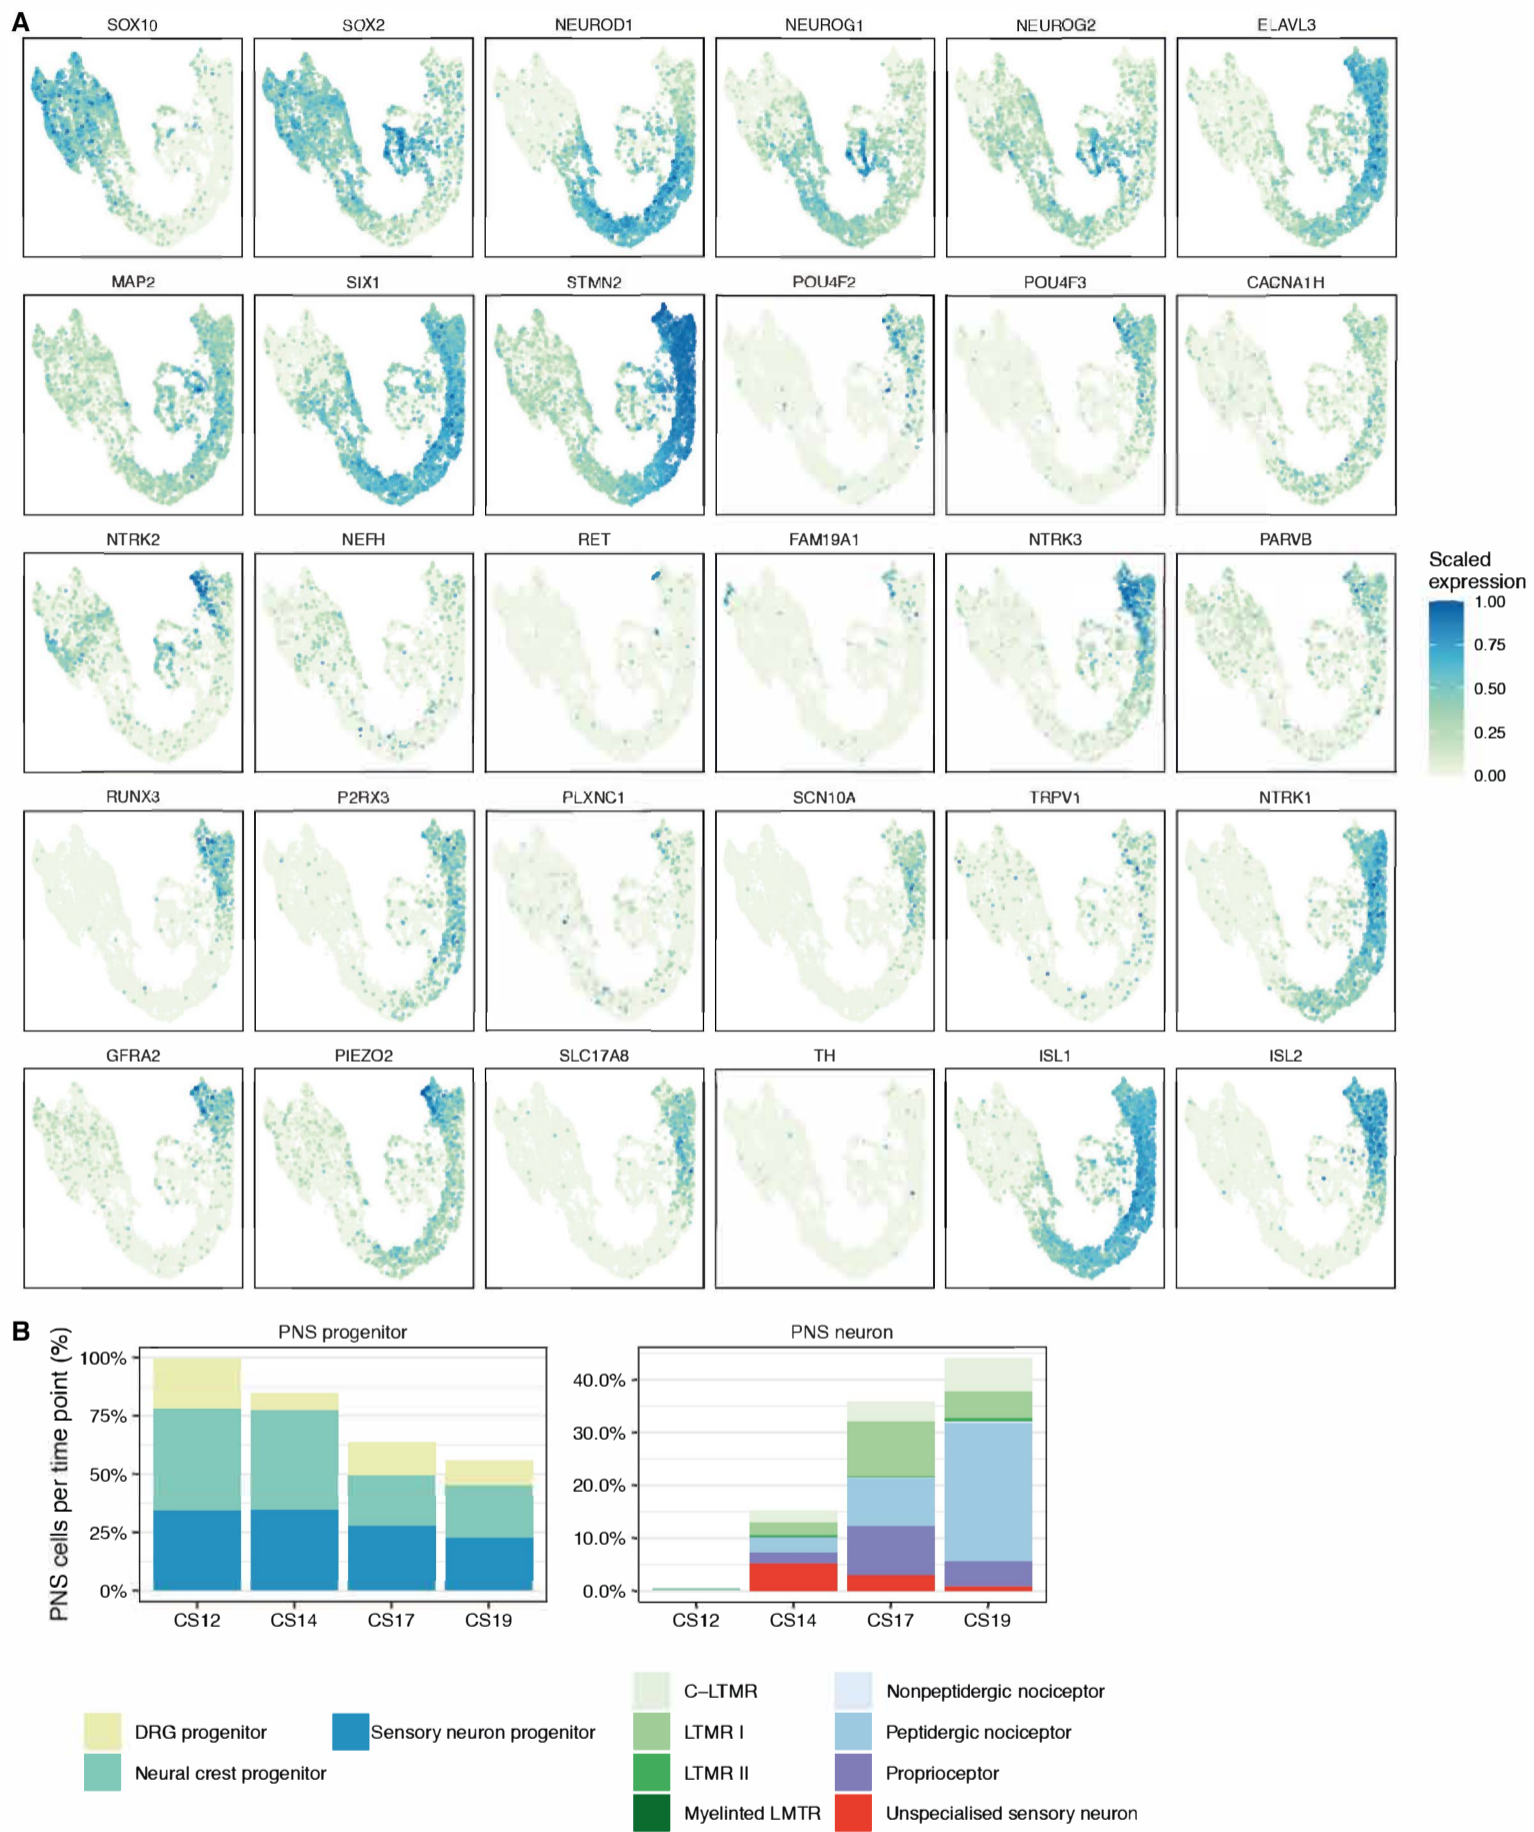 A
SOX10 SOX2 NEUROD1 NEUROG1 NEUROG2 ELAVL3
MAP2 SIX1 STMN2 POU4F2 POU4F3 CACNA1H
NTRK2 NEFH RET FAM19A1 NTRK3 PARVB
Scaled
expression
1.00
0.75
0.50
0.25
0.00
RUNX3 P2RX3 PLXNC1 SCN10A TRPV1 NTRK1
GFRA2 PIEZO2 SLC17A8 TH ISL1 ISL2
B
PNS cells per time point (%)
PNS progenitor
100%
75%
50%
25%
0%
CS12 CS14 CS17 CS19
PNS neuron
40.0%
30.0%
20.0%
10.0%
0.0%
CS12 CS14 CS17 CS19
DRG progenitor
Neural crest progenitor
Sensory neuron progenitor
C–LTMR
LTMR I
LTMR II
Myelinted LMTR
Nonpeptidergic nociceptor
Peptidergic nociceptor
Proprioceptor
Unspecialised sensory neuron